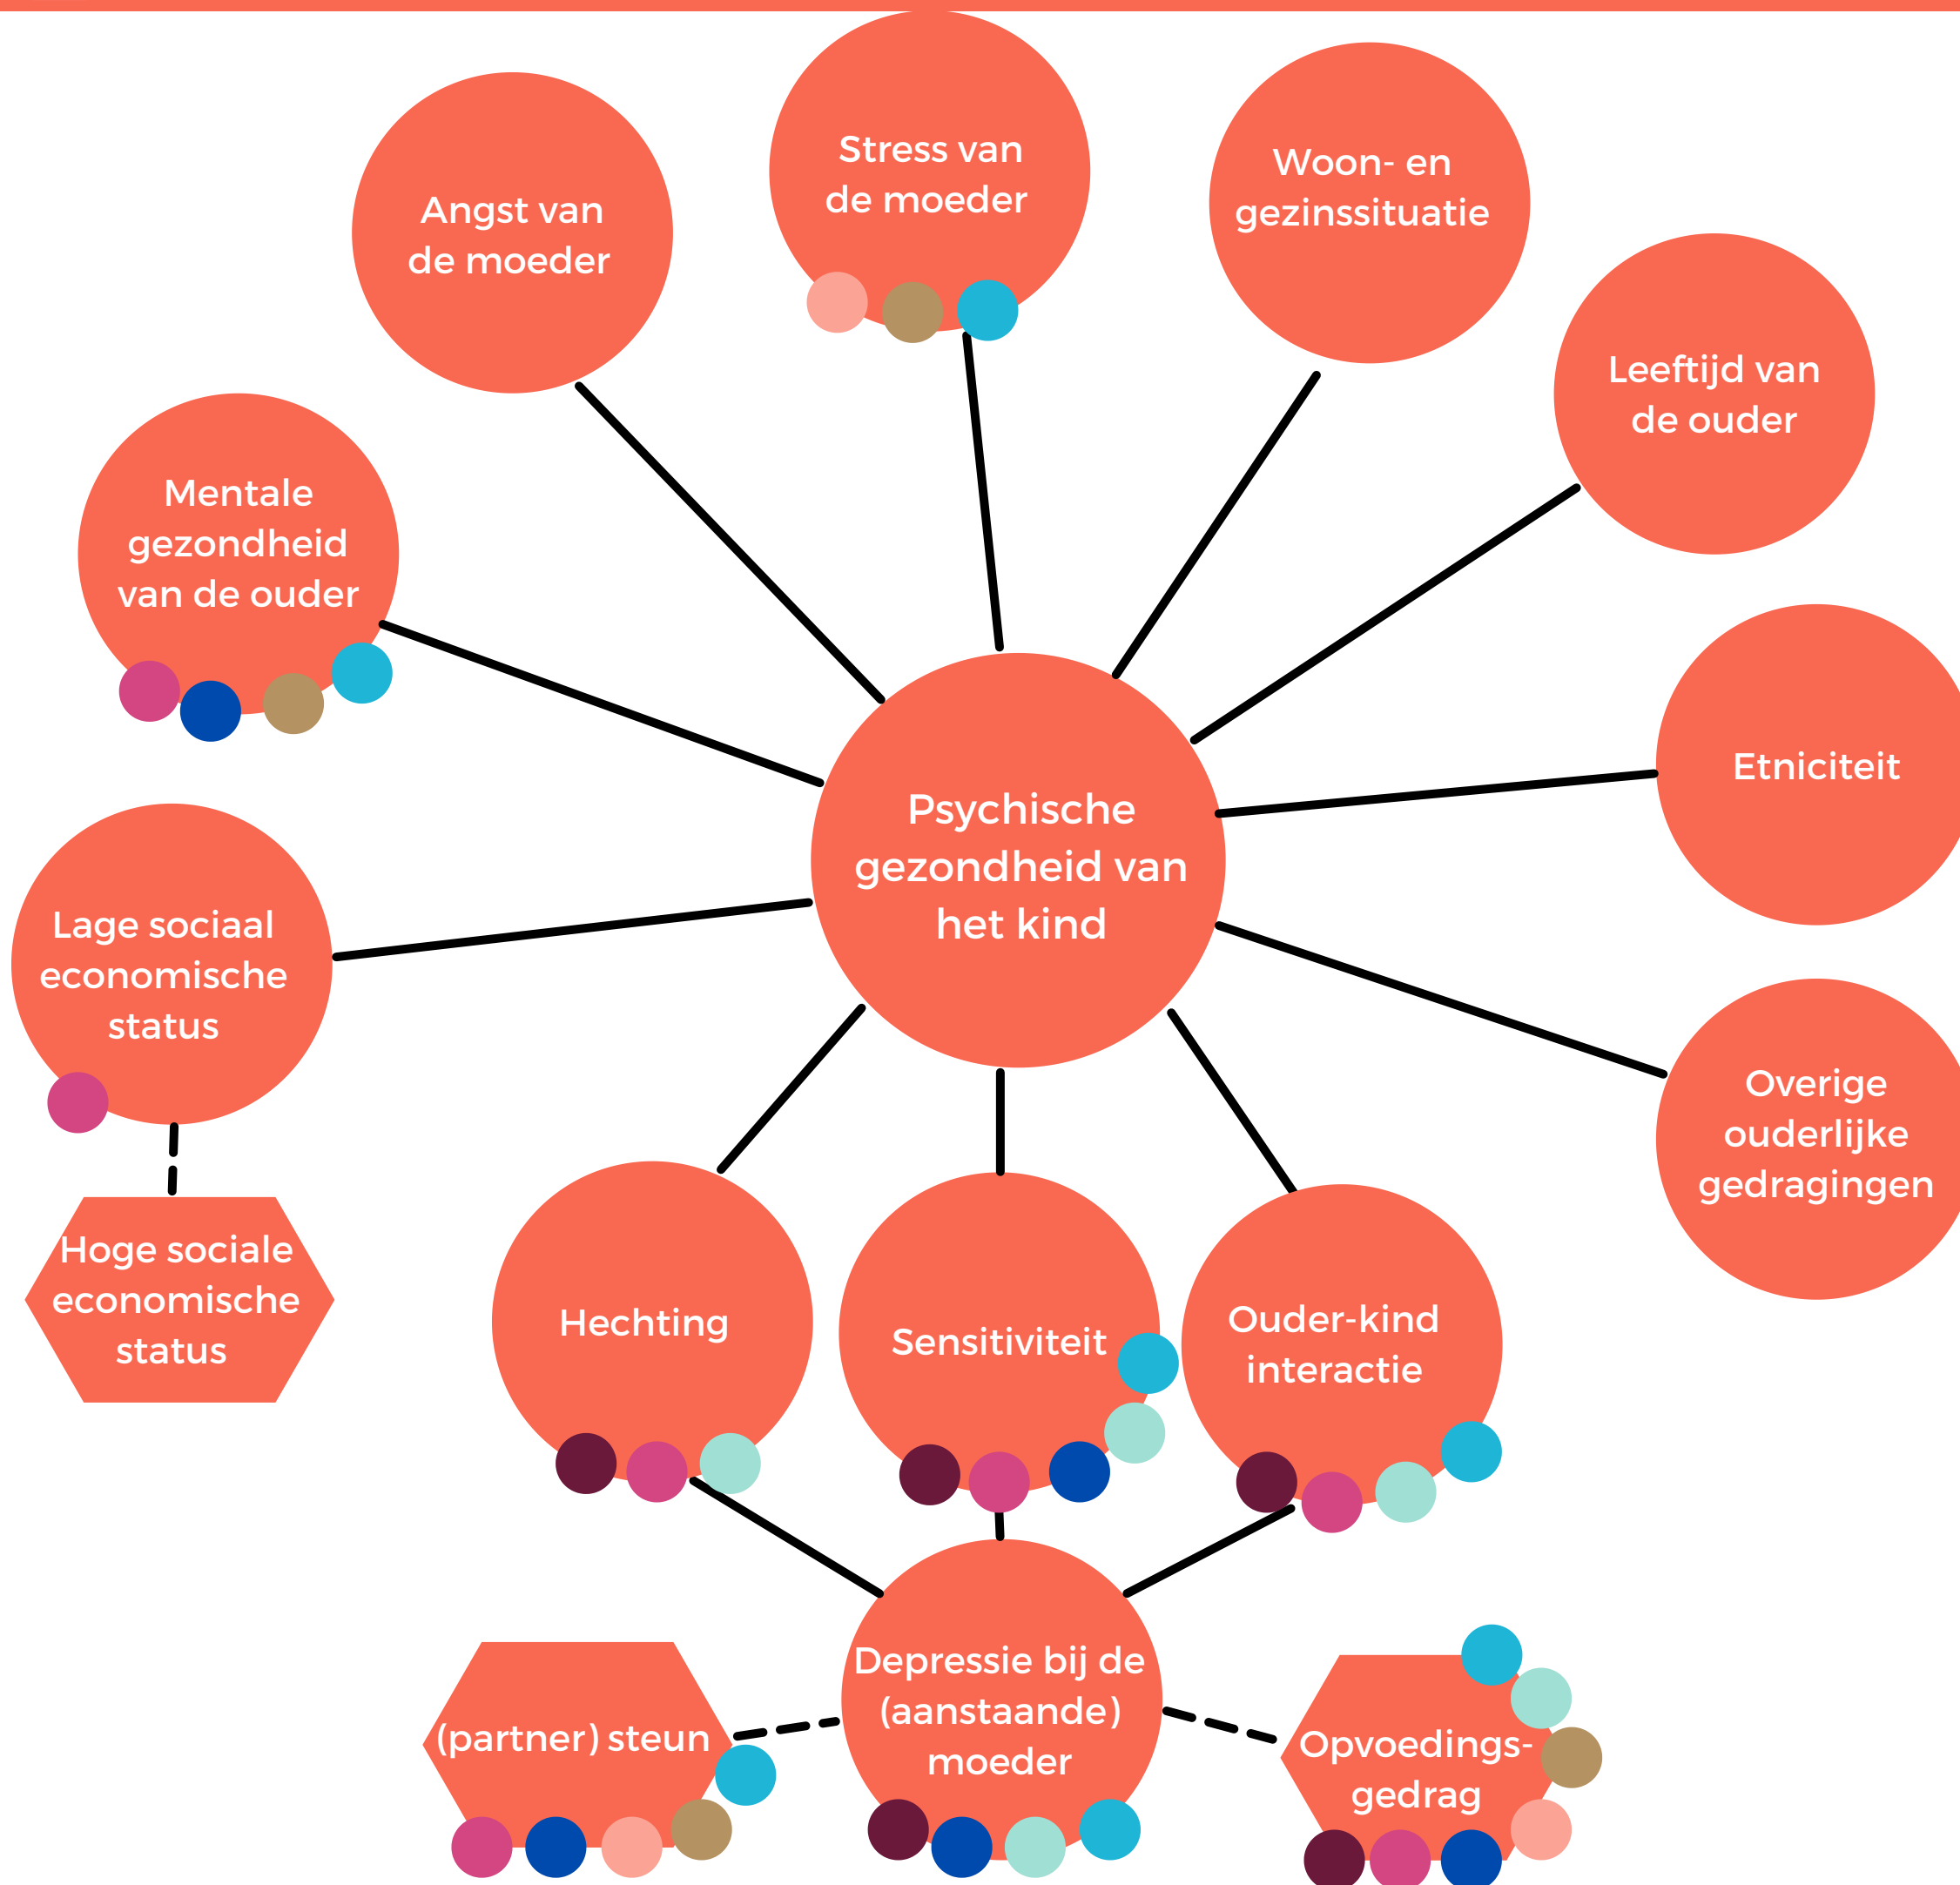 Stress van
de moeder
Woon- en
gezinssituatie
Angst van
de moeder
Leeftijd van
de ouder
Mentale
gezondheid
van de ouder
Etniciteit
Psychische
gezondheid van
het kind
Lage sociaal
economische
status
Overige
ouderlijke
gedragingen
Hoge sociale
economische
status
Hechting
Sensitiviteit
Ouder-kind
interactie
Depressie bij de
(aanstaande)
moeder
(partner) steun
Opvoedings-
gedrag